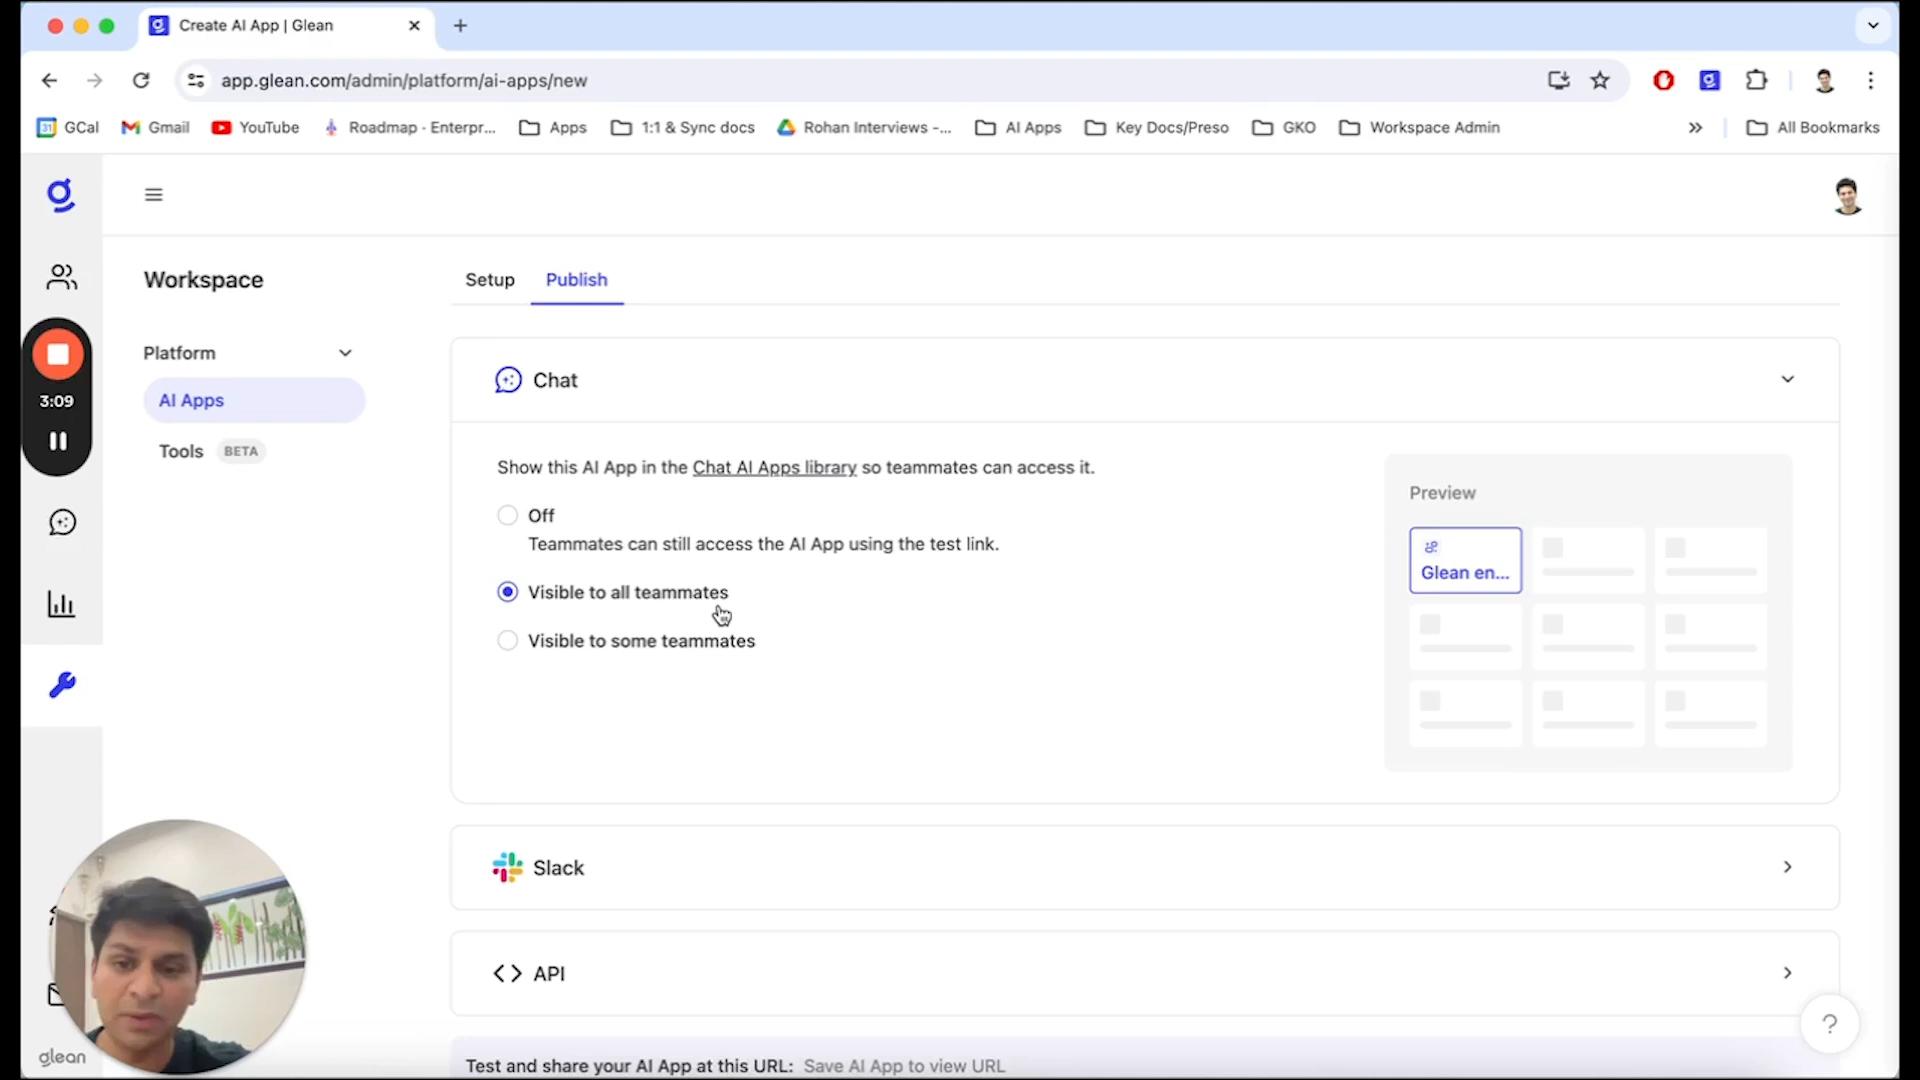 Create AI App | Glean
app.glean.com/admin/platform/ai-apps/new
31 GCal Gmail YouTube Roadmap - Enterpr... Apps 1:1 & Sync docs Rohan Interviews -... AI Apps Key Docs/Preso GKO Workspace Admin » All Bookmarks
Workspace
Setup Publish
Platform
AI Apps
Tools BETA
3:09
Chat
Show this AI App in the Chat AI Apps library so teammates can access it.
Off
Teammates can still access the AI App using the test link.
Visible to all teammates
Visible to some teammates
Preview
Glean en...
Slack
API
Test and share your AI App at this URL: Save AI App to view URL
?
glean